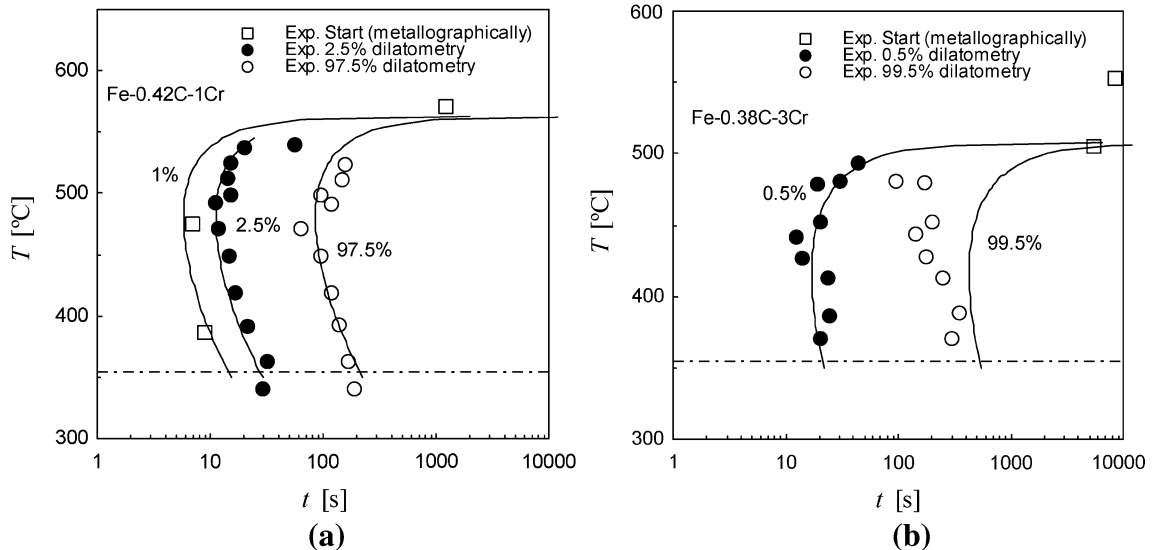 Exp. Start (metallographically)
Exp. 2.5% dilatometry
Exp. 97.5% dilatometry
Fe-0.42C-1Cr
1%
2.5%
97.5%
600
500
400
300
T [ºC]
1
10
100
1000
10000
t [s]
(a)
Exp. Start (metallographically)
Exp. 0.5% dilatometry
Exp. 99.5% dilatometry
Fe-0.38C-3Cr
0.5%
99.5%
600
500
400
300
T [ºC]
1
10
100
1000
10000
t [s]
(b)